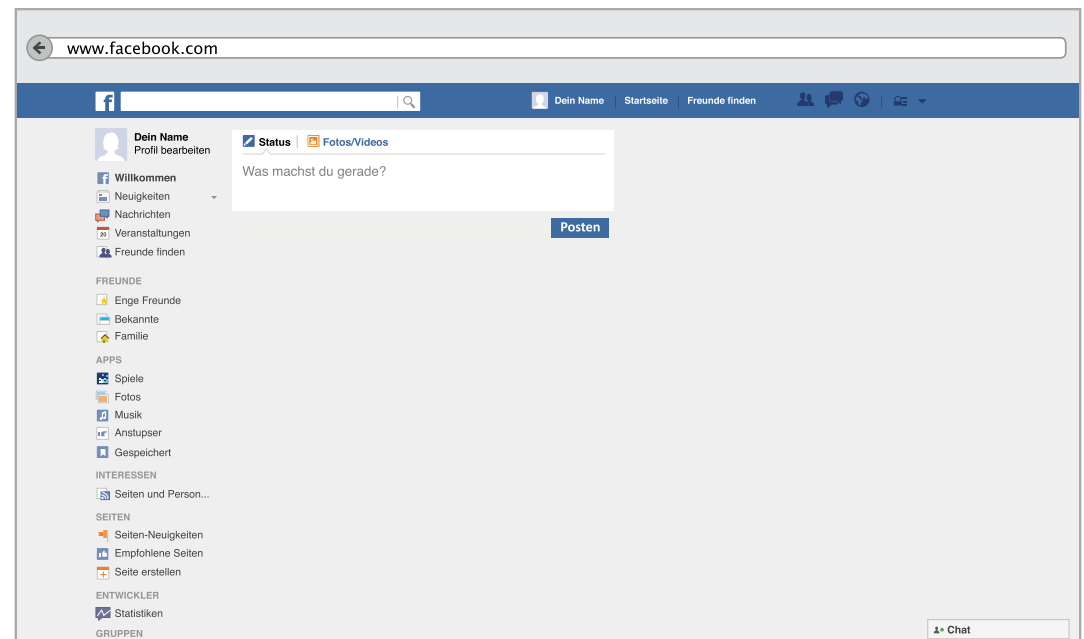 www.facebook.com
f
Dein Name
Startseite
Freunde finden
Dein Name
Profil bearbeiten
Willkommen
Neuigkeiten
Nachrichten
20 Veranstaltungen
Freunde finden
FREUNDE
Enge Freunde
Bekannte
Familie
APPS
Spiele
Fotos
Musik
Anstupser
Gespeichert
INTERESSEN
Seiten und Person...
SEITEN
Seiten-Neuigkeiten
Empfohlene Seiten
Seite erstellen
ENTWICKLER
Statistiken
GRUPPEN
Status
Fotos/Videos
Was machst du gerade?
Posten
Chat